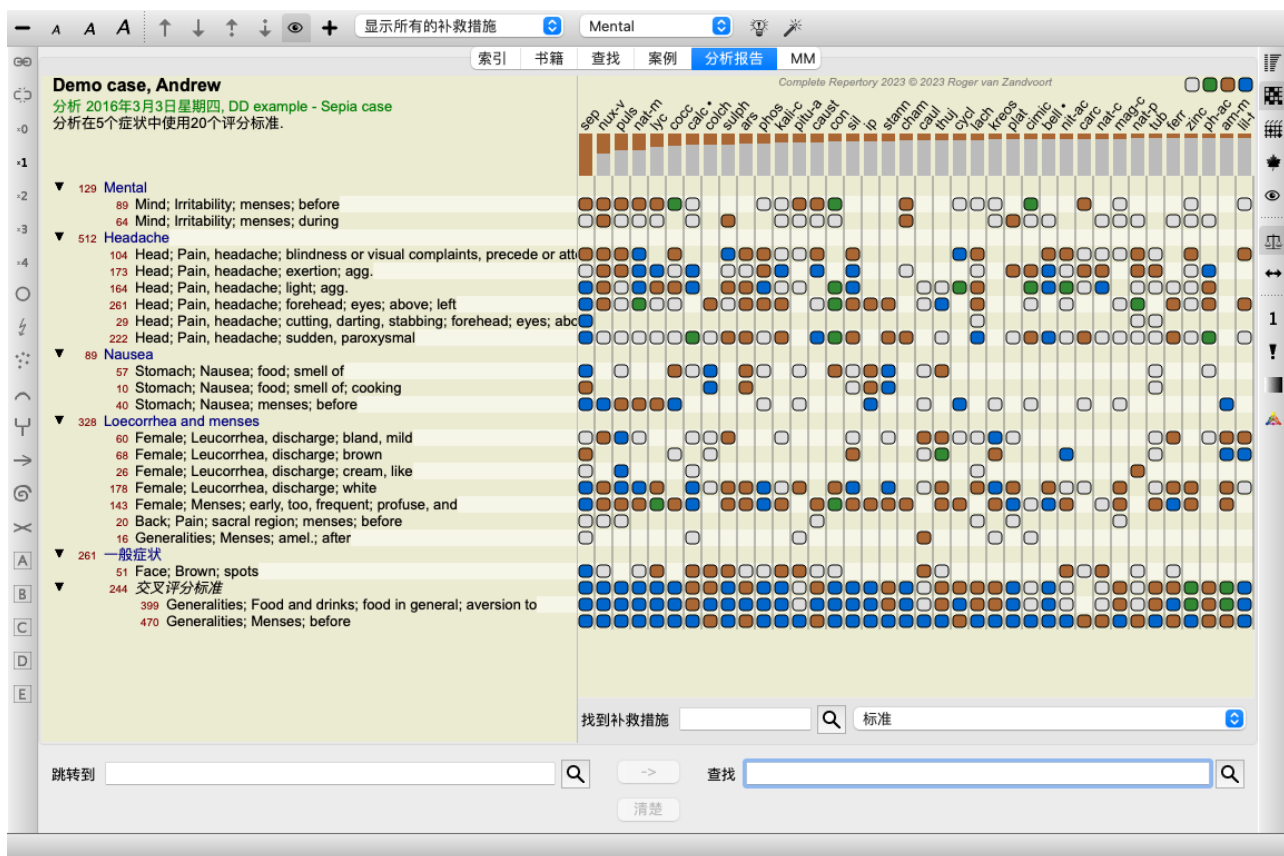 A A A 显示所有的补救措施 Mental
索引 书籍 查找 案例 分析报告 MM
Demo case, Andrew
分析 2016年3月3日星期四, DD example - Sepia case
分析在5个症状中使用20个评分标准.
Complete Repertory 2023 © 2023 Roger van Zandvoort
sep nux-v puls nat-m lyc cocc calc • colch sulph ars phos kali-c pitu-a caust con sil ip stann cham caul thuj cycl lach kreos plat cimic bell • nit-ac carc nat-c mag-c nat-p tub ferr zinc ph-ac am-m lil-t
×0
×1
×2
×3
×4
A
B
C
D
E
1
129 Mental
89 Mind; Irritability; menses; before
64 Mind; Irritability; menses; during
512 Headache
104 Head; Pain, headache; blindness or visual complaints, precede or atte
173 Head; Pain, headache; exertion; agg.
164 Head; Pain, headache; light; agg.
261 Head; Pain, headache; forehead; eyes; above; left
29 Head; Pain, headache; cutting, darting, stabbing; forehead; eyes; abo
222 Head; Pain, headache; sudden, paroxysmal
89 Nausea
57 Stomach; Nausea; food; smell of
10 Stomach; Nausea; food; smell of; cooking
40 Stomach; Nausea; menses; before
328 Loecorrhea and menses
60 Female; Leucorrhea, discharge; bland, mild
68 Female; Leucorrhea, discharge; brown
26 Female; Leucorrhea, discharge; cream, like
178 Female; Leucorrhea, discharge; white
143 Female; Menses; early, too, frequent; profuse, and
20 Back; Pain; sacral region; menses; before
16 Generalities; Menses; amel.; after
261 一般症状
51 Face; Brown; spots
244 交叉评分标准
399 Generalities; Food and drinks; food in general; aversion to
470 Generalities; Menses; before
找到补救措施 标准
跳转到 -> 查找
清楚